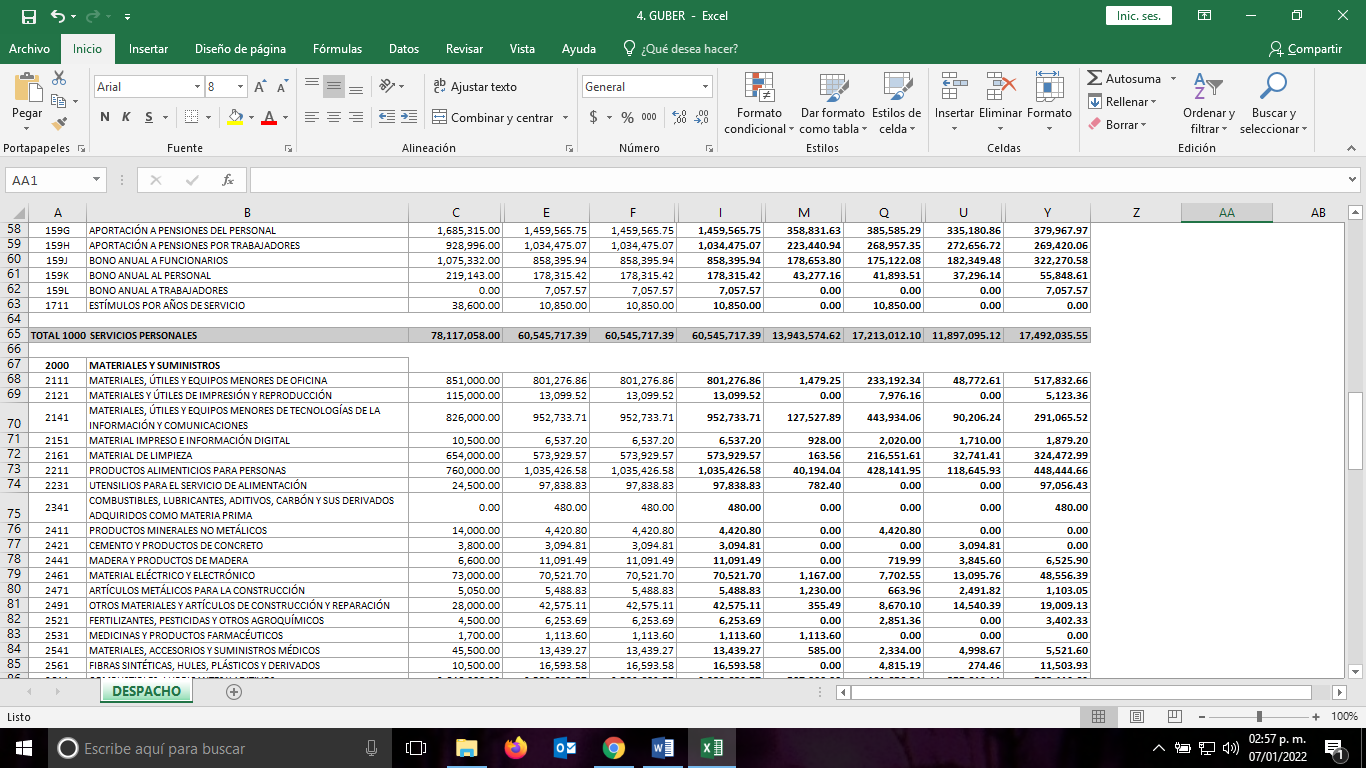 4. GUBER - Excel
Inic. ses.
Archivo Inicio Insertar Diseño de página Fórmulas Datos Revisar Vista Ayuda ¿Qué desea hacer? Compartir
Pegar
Portapapeles
Arial 8
N K S
Fuente
Ajustar texto
Combinar y centrar
Alineación
General
$ % 000
Número
Formato condicional
Dar formato como tabla
Estilos de celda
Estilos
Insertar Eliminar Formato
Celdas
Autosuma
Rellenar
Borrar
Ordenar y filtrar
Buscar y seleccionar
Edición
AA1 fx
A B C E F I M Q U Y Z AA AB
58 159G APORTACIÓN A PENSIONES DEL PERSONAL 1,685,315.00 1,459,565.75 1,459,565.75 1,459,565.75 358,831.63 385,585.29 335,180.86 379,967.97
59 159H APORTACIÓN A PENSIONES POR TRABAJADORES 928,996.00 1,034,475.07 1,034,475.07 1,034,475.07 223,440.94 268,957.35 272,656.72 269,420.06
60 159J BONO ANUAL A FUNCIONARIOS 1,075,332.00 858,395.94 858,395.94 858,395.94 178,653.80 175,122.08 182,349.48 322,270.58
61 159K BONO ANUAL AL PERSONAL 219,143.00 178,315.42 178,315.42 178,315.42 43,277.16 41,893.51 37,296.14 55,848.61
62 159L BONO ANUAL A TRABAJADORES 0.00 7,057.57 7,057.57 7,057.57 0.00 0.00 0.00 7,057.57
63 1711 ESTÍMULOS POR AÑOS DE SERVICIO 38,600.00 10,850.00 10,850.00 10,850.00 0.00 10,850.00 0.00 0.00
64
65 TOTAL 1000 SERVICIOS PERSONALES 78,117,058.00 60,545,717.39 60,545,717.39 60,545,717.39 13,943,574.62 17,213,012.10 11,897,095.12 17,492,035.55
66
67 2000 MATERIALES Y SUMINISTROS
68 2111 MATERIALES, ÚTILES Y EQUIPOS MENORES DE OFICINA 851,000.00 801,276.86 801,276.86 801,276.86 1,479.25 233,192.34 48,772.61 517,832.66
69 2121 MATERIALES Y ÚTILES DE IMPRESIÓN Y REPRODUCCIÓN 115,000.00 13,099.52 13,099.52 13,099.52 0.00 7,976.16 0.00 5,123.36
70 2141 MATERIALES, ÚTILES Y EQUIPOS MENORES DE TECNOLOGÍAS DE LA
INFORMACIÓN Y COMUNICACIONES 826,000.00 952,733.71 952,733.71 952,733.71 127,527.89 443,934.06 90,206.24 291,065.52
71 2151 MATERIAL IMPRESO E INFORMACIÓN DIGITAL 10,500.00 6,537.20 6,537.20 6,537.20 928.00 2,020.00 1,710.00 1,879.20
72 2161 MATERIAL DE LIMPIEZA 654,000.00 573,929.57 573,929.57 573,929.57 163.56 216,551.61 32,741.41 324,472.99
73 2211 PRODUCTOS ALIMENTICIOS PARA PERSONAS 760,000.00 1,035,426.58 1,035,426.58 1,035,426.58 40,194.04 428,141.95 118,645.93 448,444.66
74 2231 UTENSILIOS PARA EL SERVICIO DE ALIMENTACIÓN 24,500.00 97,838.83 97,838.83 97,838.83 782.40 0.00 0.00 97,056.43
75 2341 COMBUSTIBLES, LUBRICANTES, ADITIVOS, CARBÓN Y SUS DERIVADOS
ADQUIRIDOS COMO MATERIA PRIMA 0.00 480.00 480.00 480.00 0.00 0.00 0.00 480.00
76 2411 PRODUCTOS MINERALES NO METÁLICOS 14,000.00 4,420.80 4,420.80 4,420.80 0.00 4,420.80 0.00 0.00
77 2421 CEMENTO Y PRODUCTOS DE CONCRETO 3,800.00 3,094.81 3,094.81 3,094.81 0.00 0.00 3,094.81 0.00
78 2441 MADERA Y PRODUCTOS DE MADERA 6,600.00 11,091.49 11,091.49 11,091.49 0.00 719.99 3,845.60 6,525.90
79 2461 MATERIAL ELÉCTRICO Y ELECTRÓNICO 73,000.00 70,521.70 70,521.70 70,521.70 1,167.00 7,702.55 13,095.76 48,556.39
80 2471 ARTÍCULOS METÁLICOS PARA LA CONSTRUCCIÓN 5,050.00 5,488.83 5,488.83 5,488.83 1,230.00 663.96 2,491.82 1,103.05
81 2491 OTROS MATERIALES Y ARTÍCULOS DE CONSTRUCCIÓN Y REPARACIÓN 28,000.00 42,575.11 42,575.11 42,575.11 355.49 8,670.10 14,540.39 19,009.13
82 2521 FERTILIZANTES, PESTICIDAS Y OTROS AGROQUÍMICOS 4,500.00 6,253.69 6,253.69 6,253.69 0.00 2,851.36 0.00 3,402.33
83 2531 MEDICINAS Y PRODUCTOS FARMACÉUTICOS 1,700.00 1,113.60 1,113.60 1,113.60 1,113.60 0.00 0.00 0.00
84 2541 MATERIALES, ACCESORIOS Y SUMINISTROS MÉDICOS 45,500.00 13,439.27 13,439.27 13,439.27 585.00 2,334.00 4,998.67 5,521.60
85 2561 FIBRAS SINTÉTICAS, HULES, PLÁSTICOS Y DERIVADOS 10,500.00 16,593.58 16,593.58 16,593.58 0.00 4,815.19 274.46 11,503.93
DESPACHO
Listo 100%
Escribe aquí para buscar
02:57 p. m.
07/01/2022
1